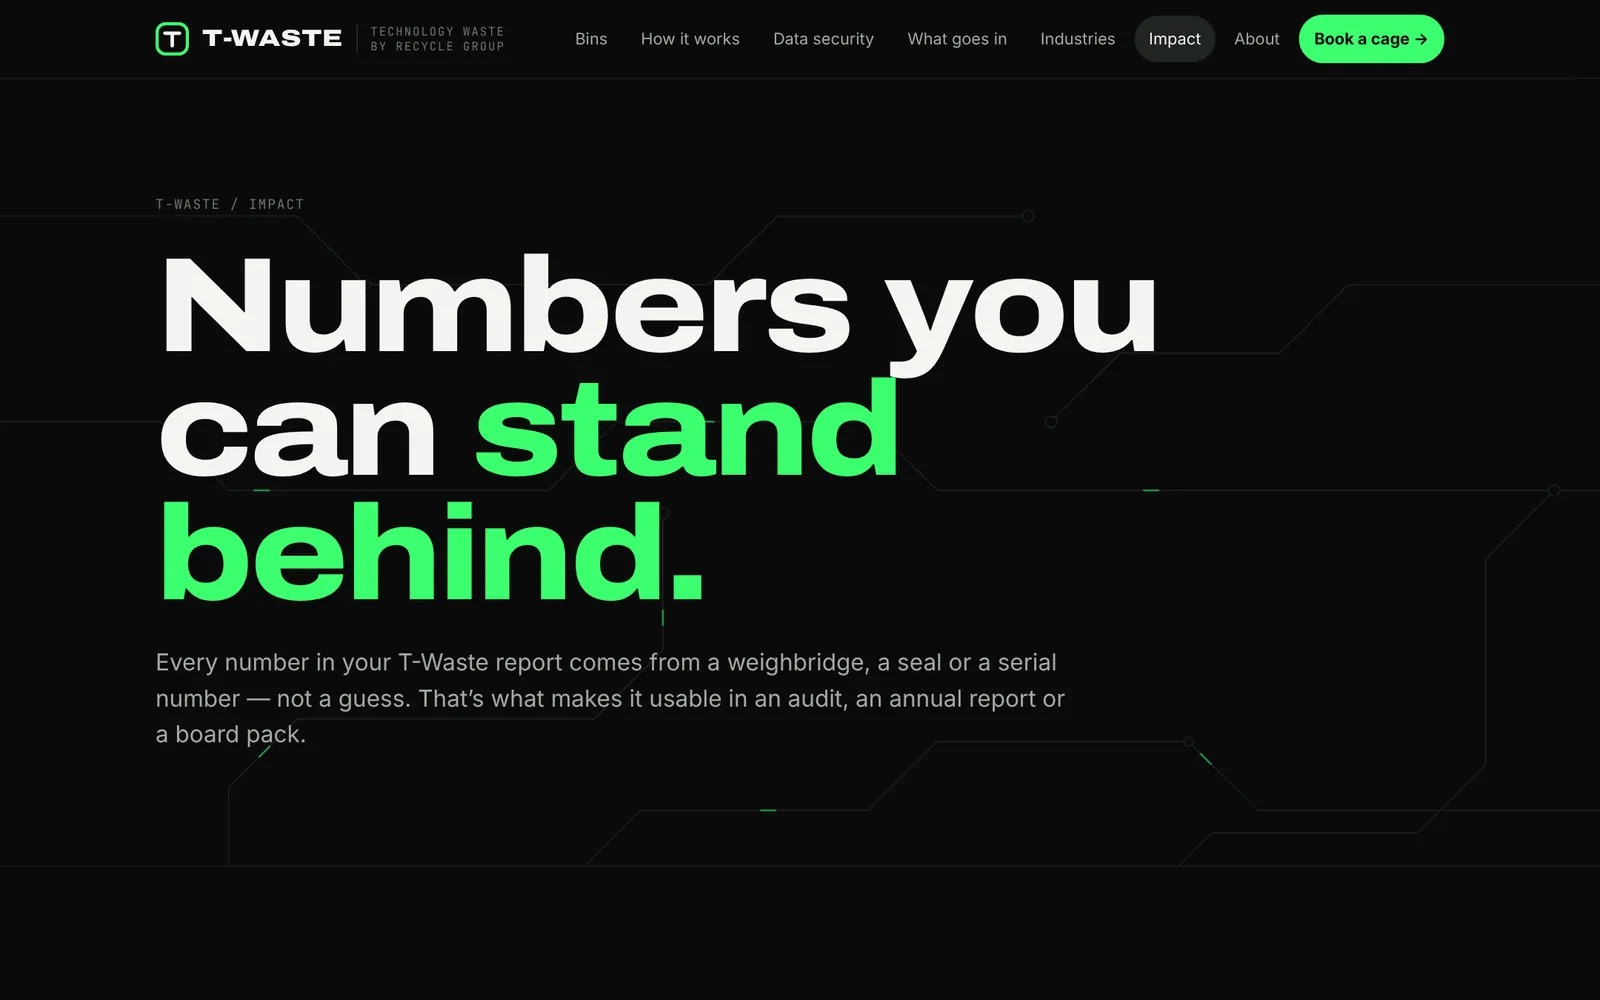 T T-WASTE
TECHNOLOGY WASTE
BY RECYCLE GROUP
Bins
How it works
Data security
What goes in
Industries
Impact
About
Book a cage →
T-WASTE / IMPACT
Numbers you
can stand
behind.
Every number in your T-Waste report comes from a weighbridge, a seal or a serial
number — not a guess. That’s what makes it usable in an audit, an annual report or
a board pack.